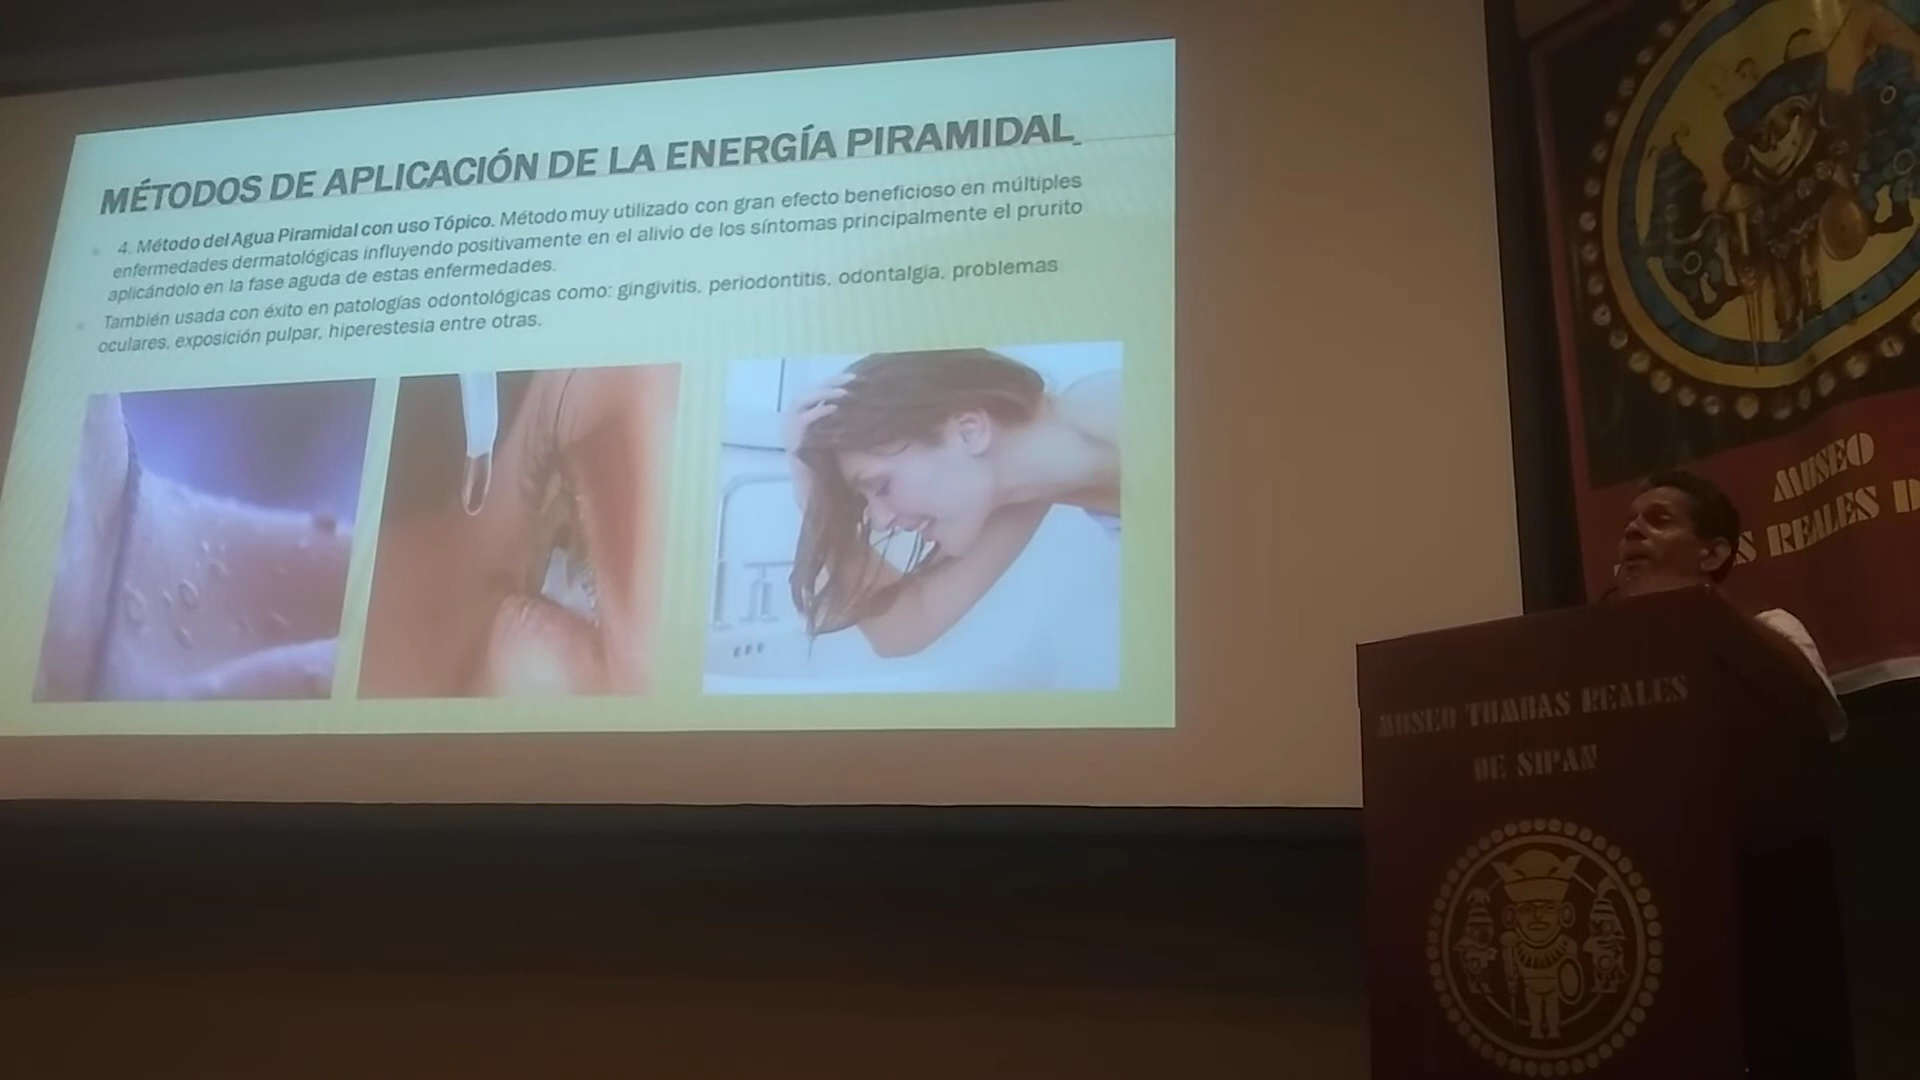 MÉTODOS DE APLICACIÓN DE LA ENERGÍA PIRAMIDAL
4. Método del Agua Piramidal con uso Tópico. Método muy utilizado con gran efecto beneficioso en múltiples
enfermedades dermatológicas influyendo positivamente en el alivio de los síntomas principalmente el prurito
aplicándolo en la fase aguda de estas enfermedades.
También usada con éxito en patologías odontológicas como: gingivitis, periodontitis, odontalgia, problemas
oculares, exposición pulpar, hiperestesia entre otras.
MUSEO
S REALES D
MUSEO TUMBAS REALES
DE SIPAN